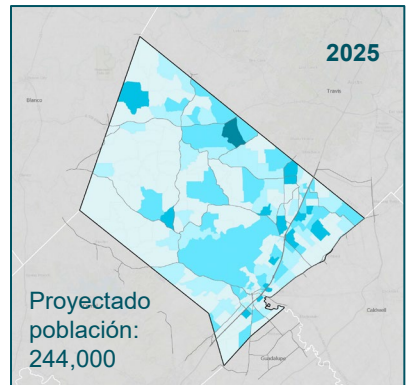 2025
Travis
Blanco
Caldwell
Guadalupe
Proyectado
población:
244,000